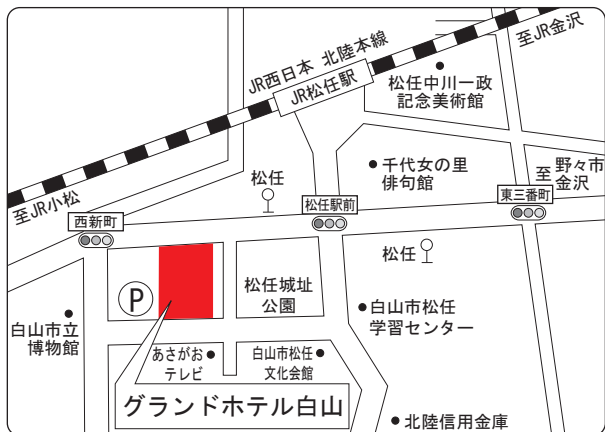 至JR金沢
JR西日本 北陸本線
JR松任駅
松任中川一政
記念美術館
千代女の里
俳句館
至 野々市
金沢
松任
松任駅前
東三番町
至JR小松
西新町
松任
P
松任城址
公園
白山市松任
学習センター
白山市立
博物館
あさがお
テレビ
白山市松任
文化会館
グランドホテル白山
北陸信用金庫